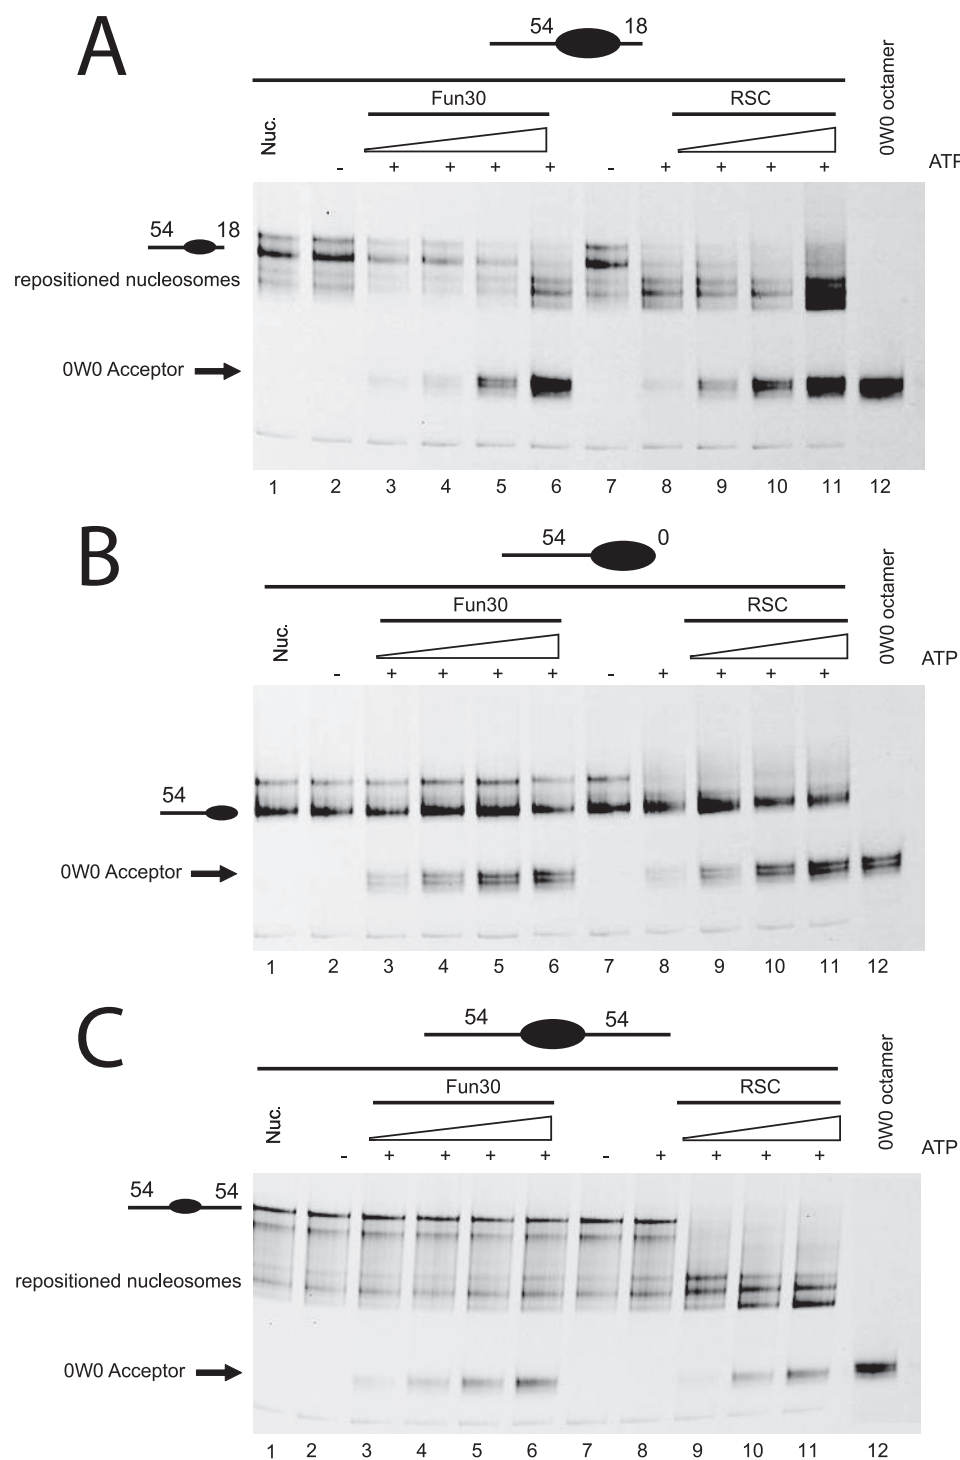 A
54 18
Fun30 RSC
Nuc.
0W0 octamer
- + + + + - + + + + ATP
54 18
repositioned nucleosomes
0W0 Acceptor
1 2 3 4 5 6 7 8 9 10 11 12
B
54 0
Fun30 RSC
Nuc.
0W0 octamer
- + + + + - + + + + ATP
54
0W0 Acceptor
1 2 3 4 5 6 7 8 9 10 11 12
C
54 54
Fun30 RSC
Nuc.
0W0 octamer
- + + + + - + + + + ATP
54 54
repositioned nucleosomes
0W0 Acceptor
1 2 3 4 5 6 7 8 9 10 11 12